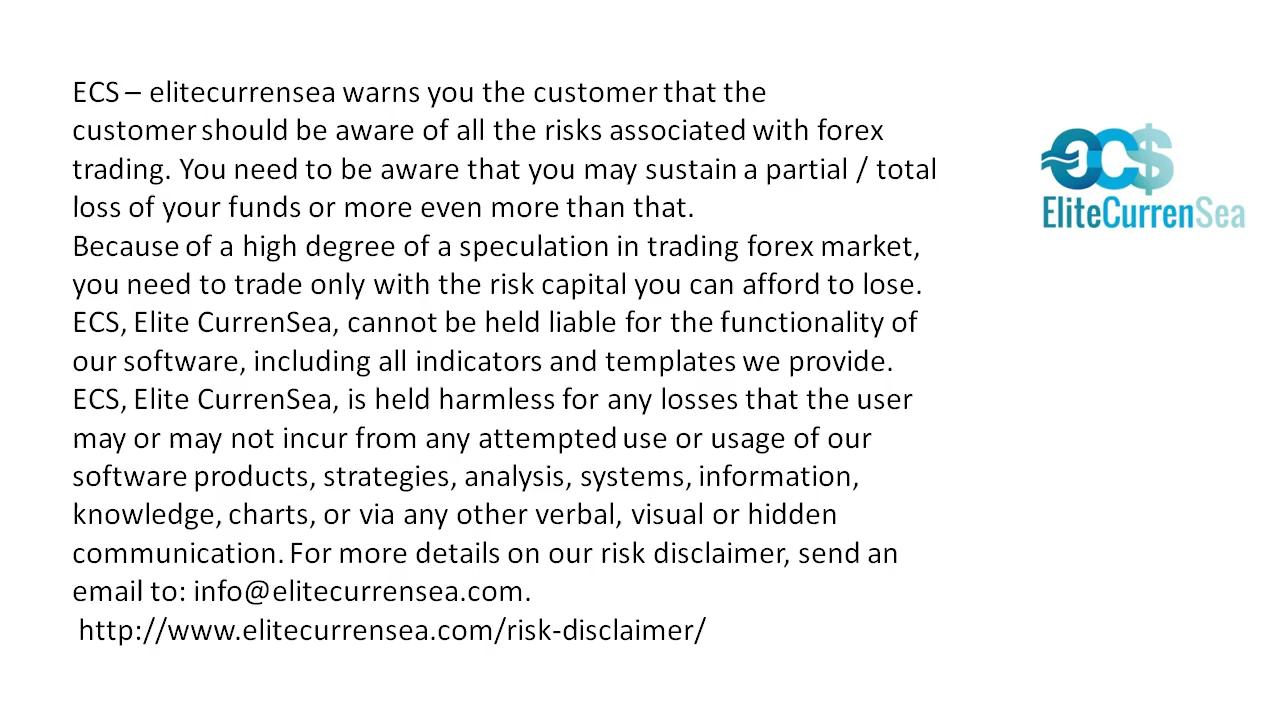 ECS – elitecurrensea warns you the customer that the
customer should be aware of all the risks associated with forex
trading. You need to be aware that you may sustain a partial / total
loss of your funds or more even more than that.
Because of a high degree of a speculation in trading forex market,
you need to trade only with the risk capital you can afford to lose.
ECS, Elite CurrenSea, cannot be held liable for the functionality of
our software, including all indicators and templates we provide.
ECS, Elite CurrenSea, is held harmless for any losses that the user
may or may not incur from any attempted use or usage of our
software products, strategies, analysis, systems, information,
knowledge, charts, or via any other verbal, visual or hidden
communication. For more details on our risk disclaimer, send an
email to: info@elitecurrensea.com.
http://www.elitecurrensea.com/risk-disclaimer/
eC$
EliteCurrenSea